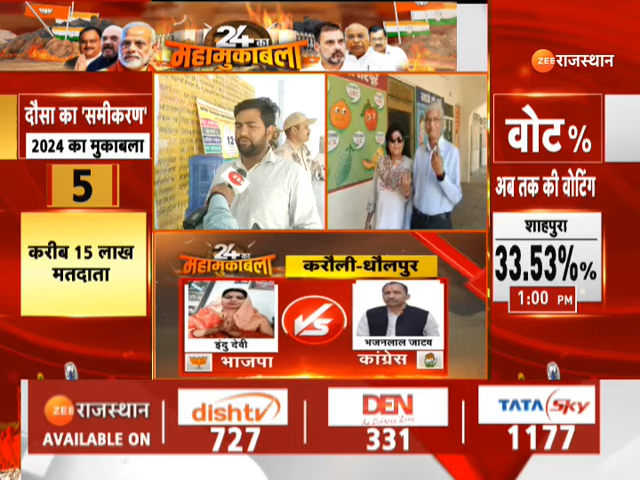 24 का
महामुकाबला
ZEE राजस्थान
दौसा का 'समीकरण'
2024 का मुकाबला
5
करीब 15 लाख
मतदाता
12
24 का
महामुकाबला
करौली-धौलपुर
इंदु देवी
भाजपा
VS
भजनलाल जाटव
कांग्रेस
वोट %
अब तक की वोटिंग
शाहपुरा
33.53%%
1:00 PM
ZEE राजस्थान
AVAILABLE ON
dishtv
727
DEN
331
TATA Sky
1177